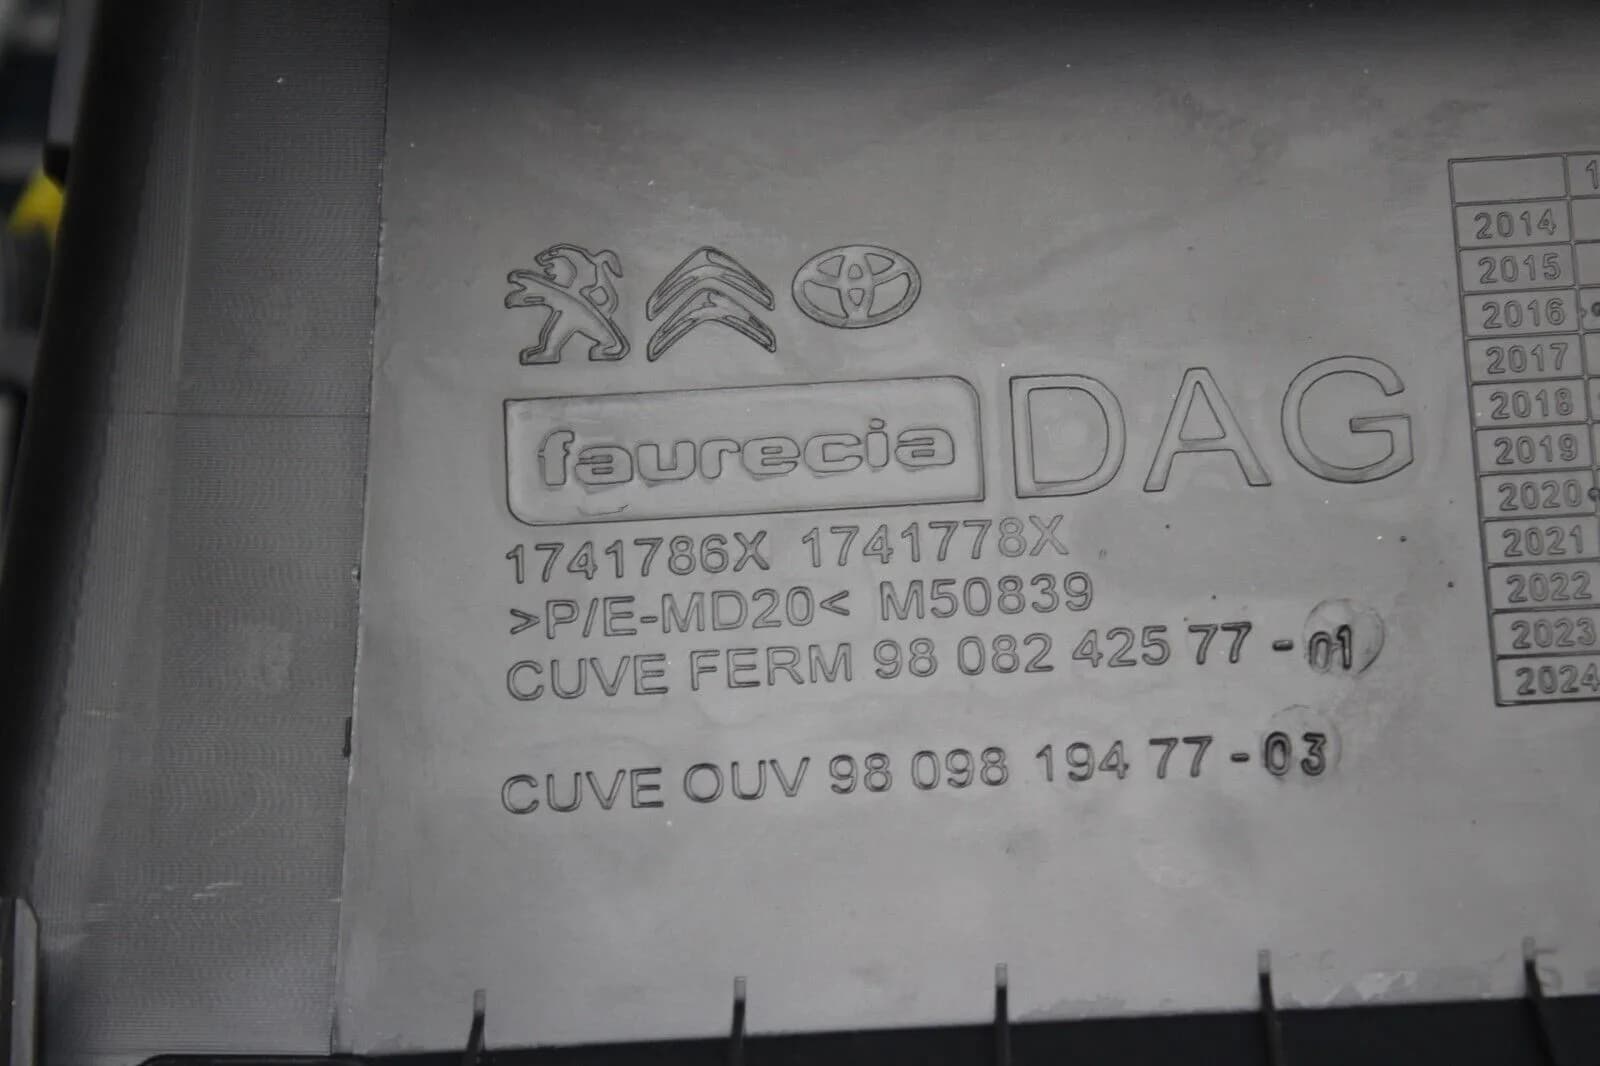 faurecia DAG
1741786X 1741778X
>P/E-MD20< M50839
CUVE FERM 98 082 425 77 - 01
CUVE OUV 98 098 194 77 - 03
1
2014
2015
2016
2017
2018
2019
2020
2021
2022
2023
2024